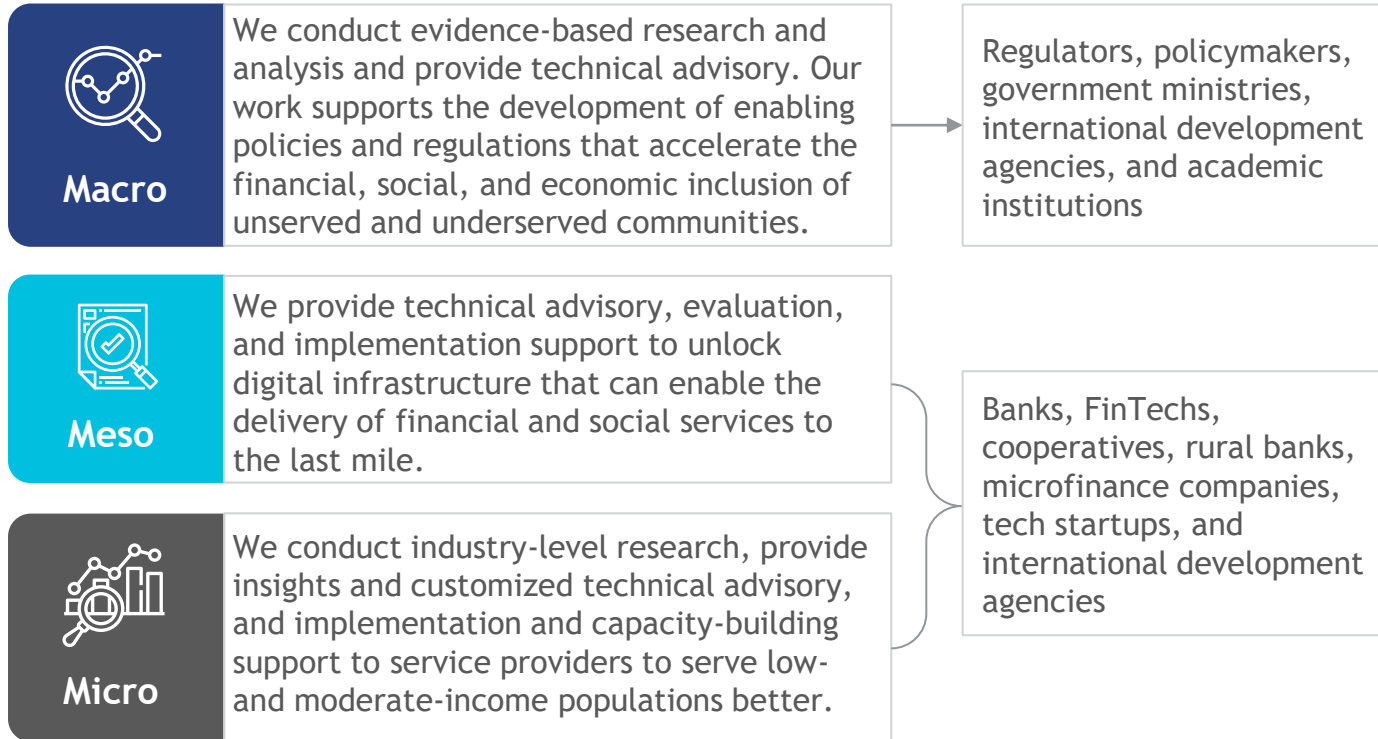 Macro
We conduct evidence-based research and
analysis and provide technical advisory. Our
work supports the development of enabling
policies and regulations that accelerate the
financial, social, and economic inclusion of
unserved and underserved communities.
Regulators, policymakers,
government ministries,
international development
agencies, and academic
institutions
Meso
We provide technical advisory, evaluation,
and implementation support to unlock
digital infrastructure that can enable the
delivery of financial and social services to
the last mile.
Micro
We conduct industry-level research, provide
insights and customized technical advisory,
and implementation and capacity-building
support to service providers to serve low-
and moderate-income populations better.
Banks, FinTechs,
cooperatives, rural banks,
microfinance companies,
tech startups, and
international development
agencies